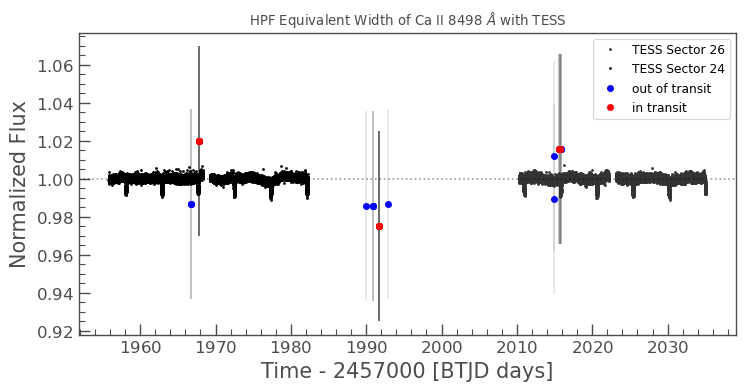 HPF Equivalent Width of Ca II 8498 Å with TESS
Normalized Flux
1.06
1.04
1.02
1.00
0.98
0.96
0.94
0.92
TESS Sector 26
TESS Sector 24
out of transit
in transit
1960 1970 1980 1990 2000 2010 2020 2030
Time - 2457000 [BTJD days]